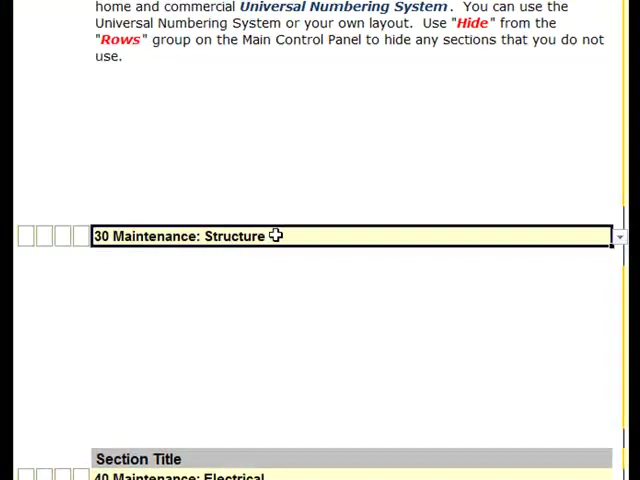 home and commercial Universal Numbering System. You can use the
Universal Numbering System or your own layout. Use "Hide" from the
"Rows" group on the Main Control Panel to hide any sections that you do not
use.
30 Maintenance: Structure
Section Title
40 Maintenance: Electrical